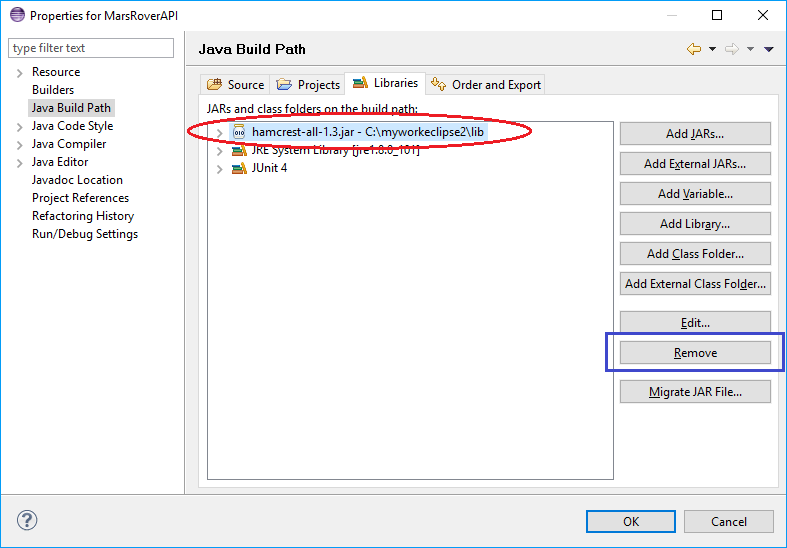 Properties for MarsRoverAPI
type filter text
Resource
Builders
Java Build Path
Java Code Style
Java Compiler
Java Editor
Javadoc Location
Project References
Refactoring History
Run/Debug Settings
Java Build Path
Source
Projects
Libraries
Order and Export
JARs and class folders on the build path:
hamcrest-all-1.3.jar - C:\myworkeclipse2\lib
JRE System Library [jre1.8.0_101]
JUnit 4
Add JARs...
Add External JARs...
Add Variable...
Add Library...
Add Class Folder...
Add External Class Folder...
Edit...
Remove
Migrate JAR File...
OK
Cancel